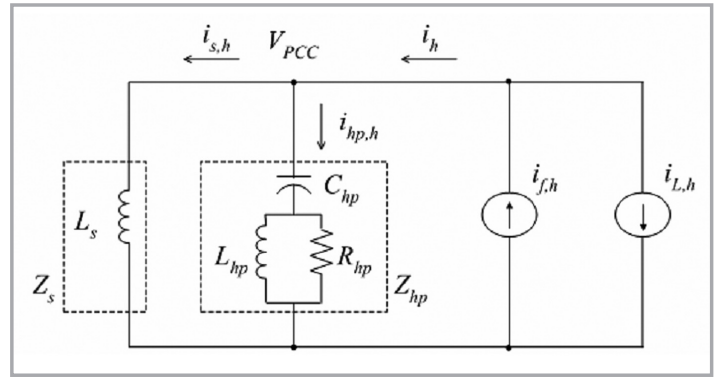 i_{s,h}
V_{PCC}
i_h
i_{hp,h}
C_{hp}
i_{f,h}
i_{L,h}
L_s
L_{hp}
R_{hp}
Z_s
Z_{hp}